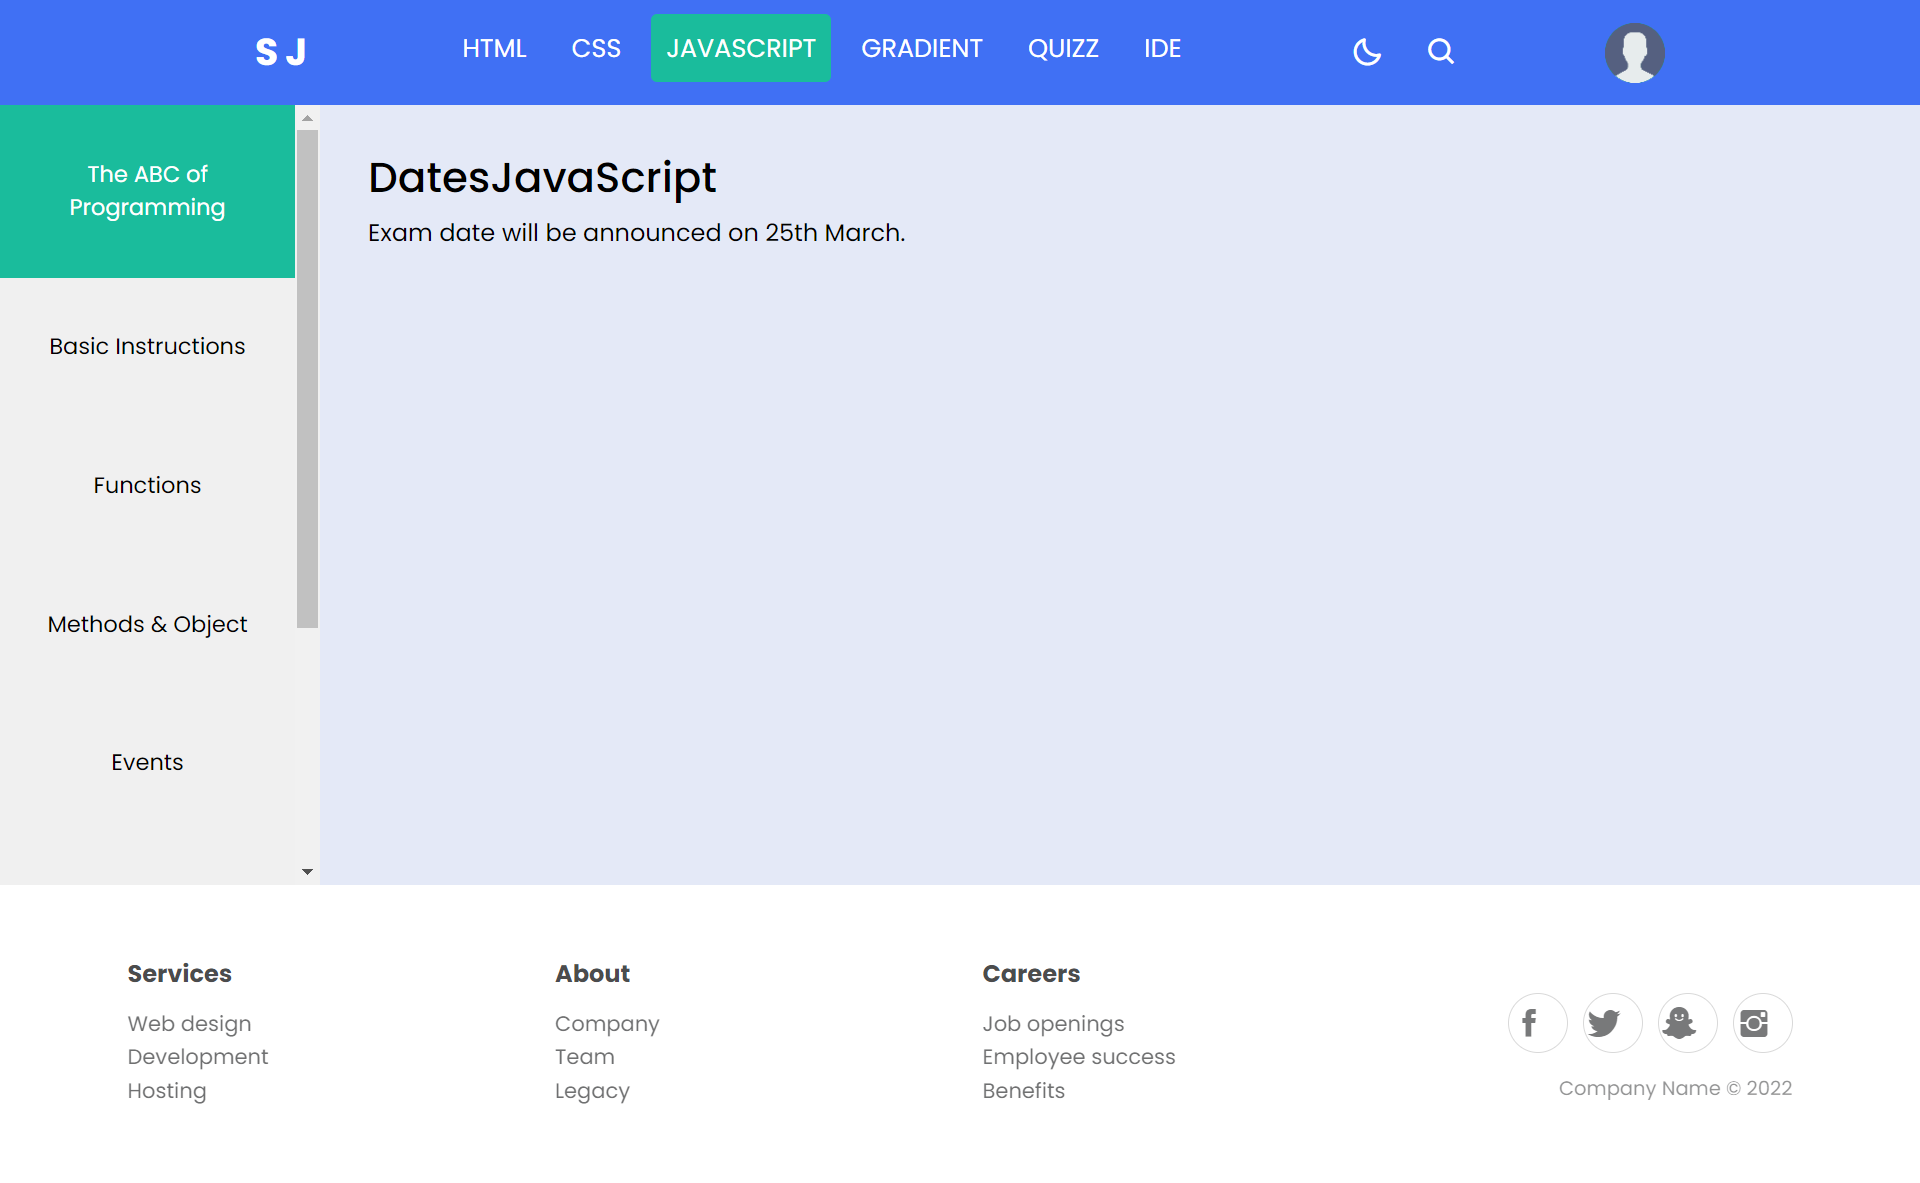 S J
HTML CSS JAVASCRIPT GRADIENT QUIZZ IDE
The ABC of
Programming
Basic Instructions
Functions
Methods & Object
Events
DatesJavaScript
Exam date will be announced on 25th March.
Services
Web design
Development
Hosting
About
Company
Team
Legacy
Careers
Job openings
Employee success
Benefits
Company Name © 2022